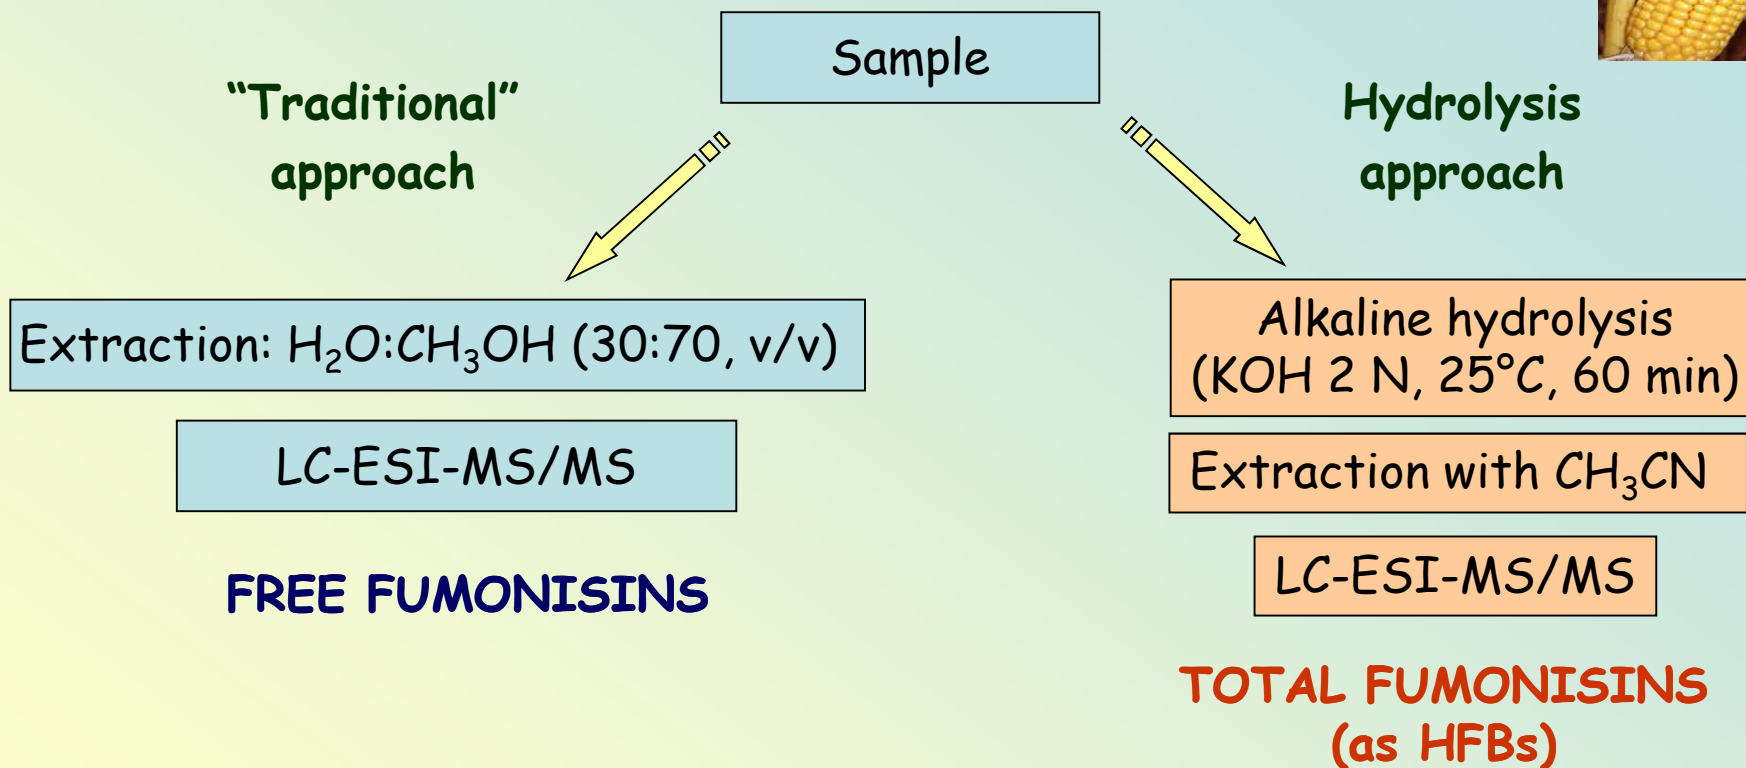 Sample
“Traditional”
approach
Extraction: H₂O:CH₃OH (30:70, v/v)
LC-ESI-MS/MS
FREE FUMONISINS
Hydrolysis
approach
Alkaline hydrolysis
(KOH 2 N, 25°C, 60 min)
Extraction with CH₃CN
LC-ESI-MS/MS
TOTAL FUMONISINS
(as HFBs)